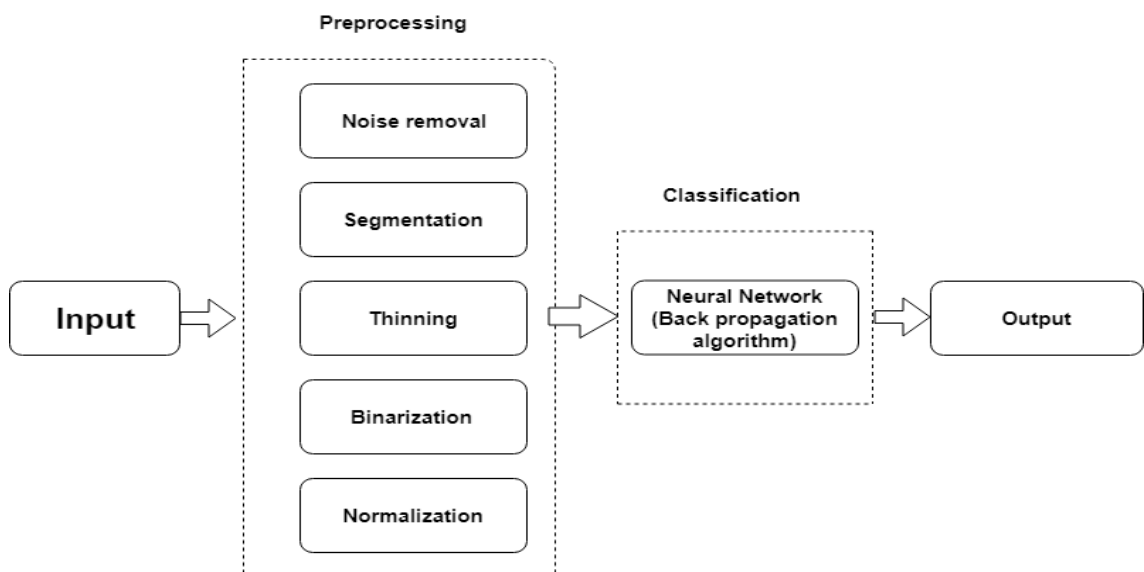 Preprocessing
Noise removal
Segmentation
Classification
Input
Thinning
Neural Network
(Back propagation
algorithm)
Output
Binarization
Normalization